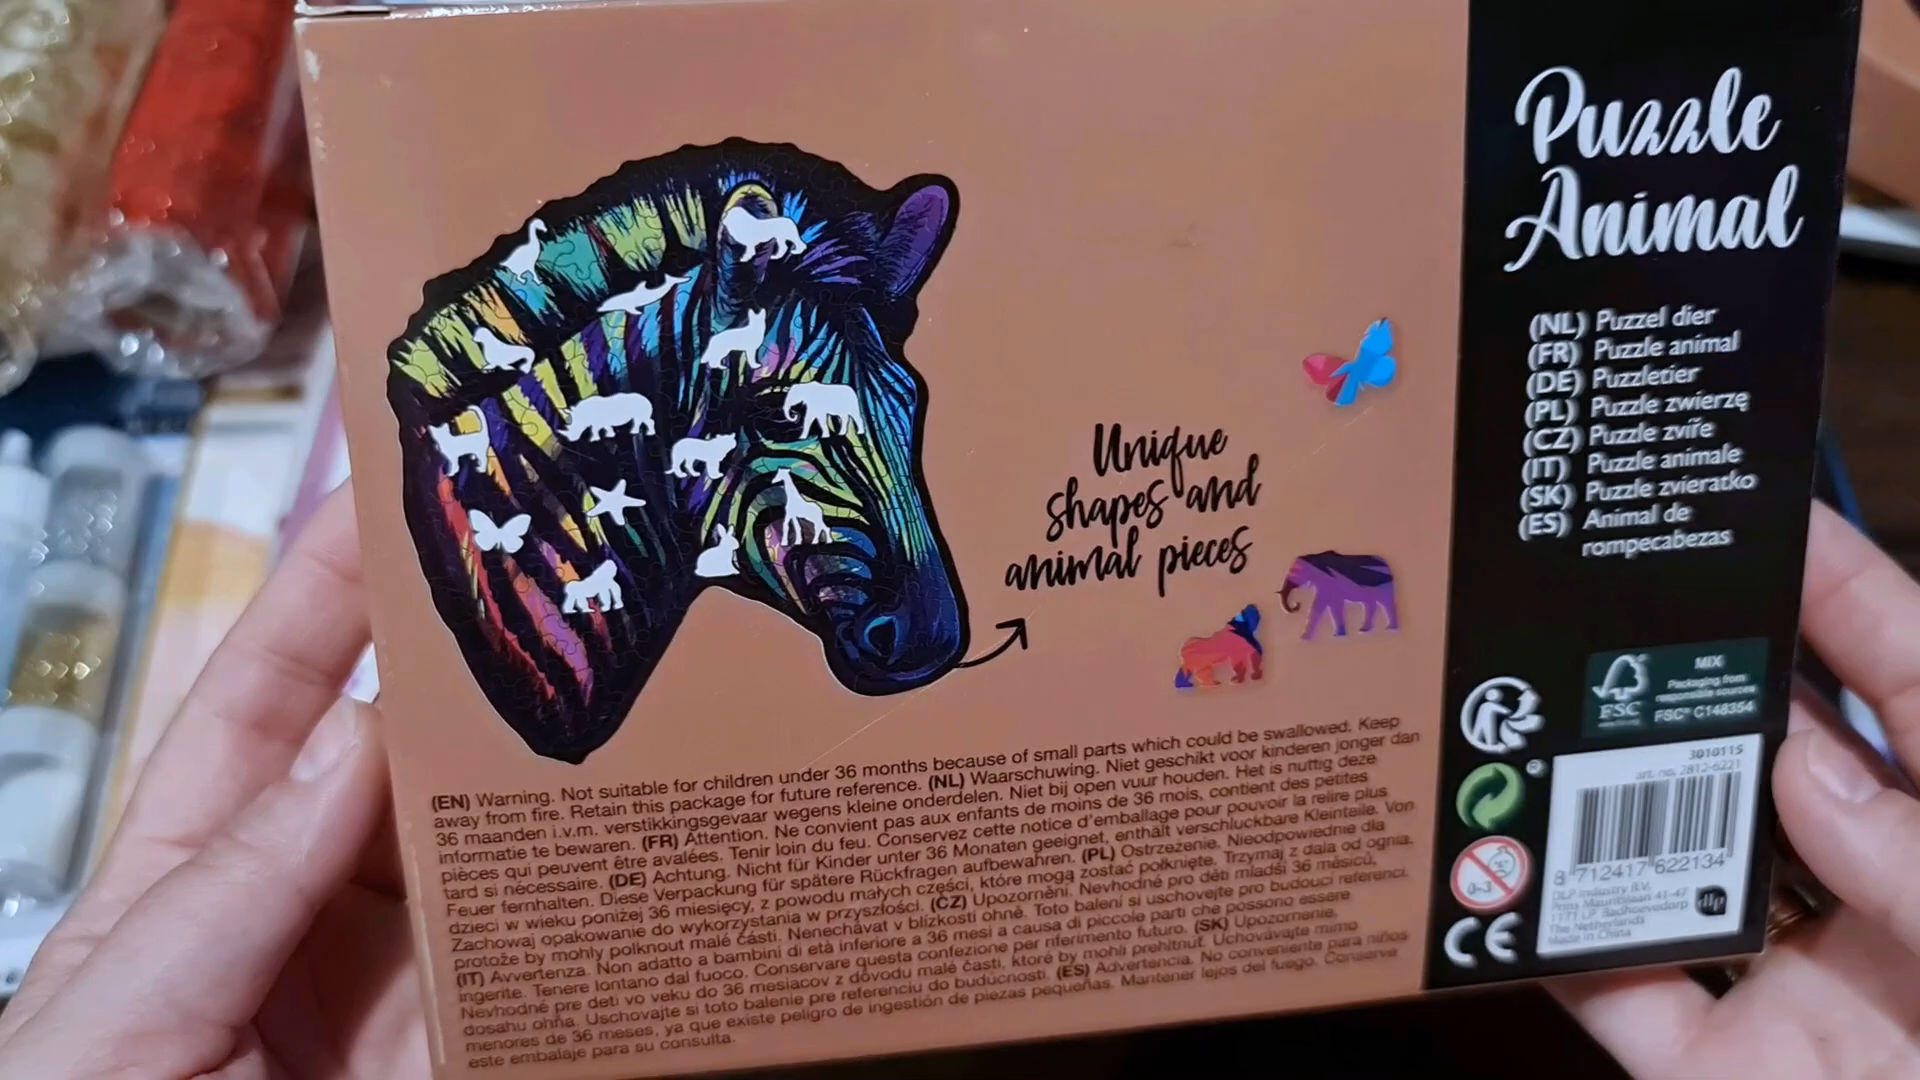 Puzzle
Animal
(NL) Puzzel dier
(FR) Puzzle animal
(DE) Puzzletier
(PL) Puzzle zwierzę
(CZ) Puzzle zvíře
(IT) Puzzle animale
(SK) Puzzle zvieratko
(ES) Animal de
rompecabezas
Unique
shapes and
animal pieces
(EN) Warning. Not suitable for children under 36 months because of small parts which could be swallowed. Keep
away from fire. Retain this package for future reference. (NL) Waarschuwing. Niet geschikt voor kinderen jonger dan
36 maanden i.v.m. verstikkingsgevaar wegens kleine onderdelen. Niet bij open vuur houden. Het is nuttig deze
informatie te bewaren. (FR) Attention. Ne convient pas aux enfants de moins de 36 mois, contient des petites
pièces qui peuvent être avalées. Tenir loin du feu. Conservez cette notice d'emballage pour pouvoir la relire plus
tard si nécessaire. (DE) Achtung. Nicht für Kinder unter 36 Monaten geeignet, enthält verschluckbare Kleinteile. Von
Feuer fernhalten. Diese Verpackung für spätere Rückfragen aufbewahren. (PL) Ostrzeżenie. Nieodpowiednie dla
dzieci w wieku poniżej 36 miesięcy, z powodu małych części, które mogą zostać połknięte. Trzymaj z dala od ognia.
Zachowaj opakowanie do wykorzystania w przyszłości. (CZ) Upozornění. Nevhodné pro děti mladší 36 měsíců,
protože by mohly polknout malé části. Nenechávat v blízkosti ohně. Toto balení si uschovejte pro budoucí referenci.
(IT) Avvertenza. Non adatto a bambini di età inferiore a 36 mesi a causa di piccole parti che possono essere
ingerite. Tenere lontano dal fuoco. Conservare questa confezione per riferimento futuro. (SK) Upozornenie.
Nevhodné pre deti vo veku do 36 mesiacov z dôvodu malé časti, ktoré by mohli prehltnúť. Uchovávajte mimo
dosahu ohňa. Uschovajte si toto balenie pre referenciu do budúcnosti. (ES) Advertencia. No conveniente para niños
menores de 36 meses, ya que existe peligro de ingestión de piezas pequeñas. Mantener lejos del fuego. Conserve
este embalaje para su consulta.
FSC
MIX
Packaging from
responsible sources
FSC® C148354
®
0-3
CE
3010115
art. no. 2812-6221
8 712417 622134
DLP Industry B.V.
Pesra Mauritslaan 41-47
1171 LP Badhoevedorp
The Netherlands
Made in China
dlp